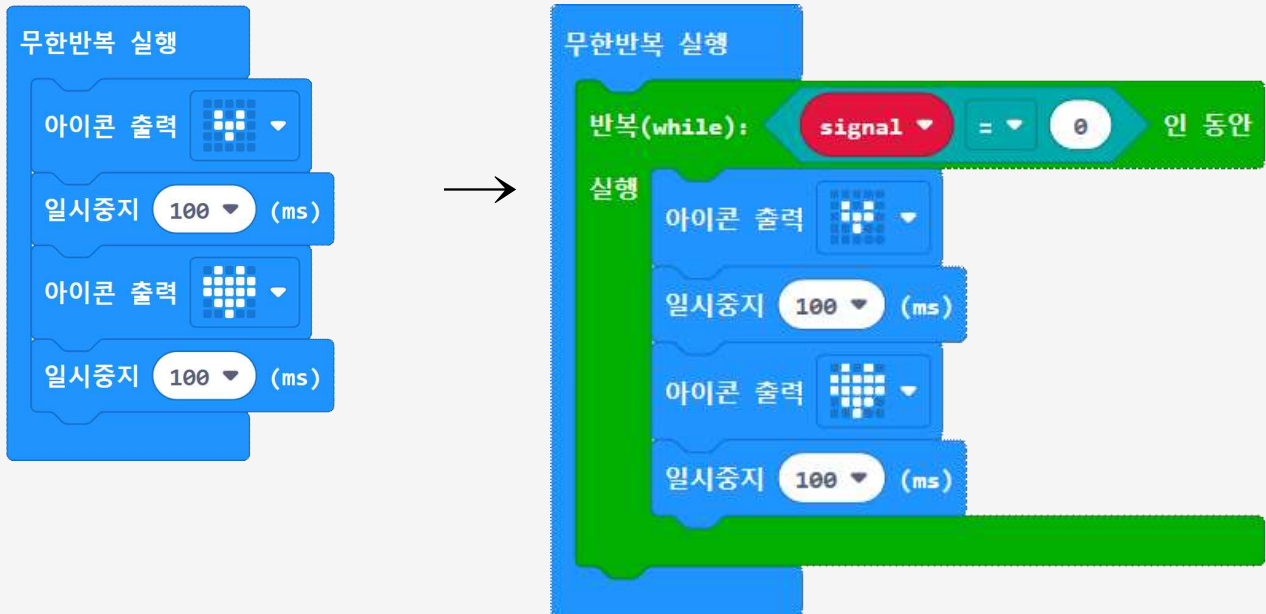 무한반복 실행
아이콘 출력
일시중지 100 (ms)
아이콘 출력
일시중지 100 (ms)
무한반복 실행
반복(while): signal = 0 인 동안
실행
아이콘 출력
일시중지 100 (ms)
아이콘 출력
일시중지 100 (ms)